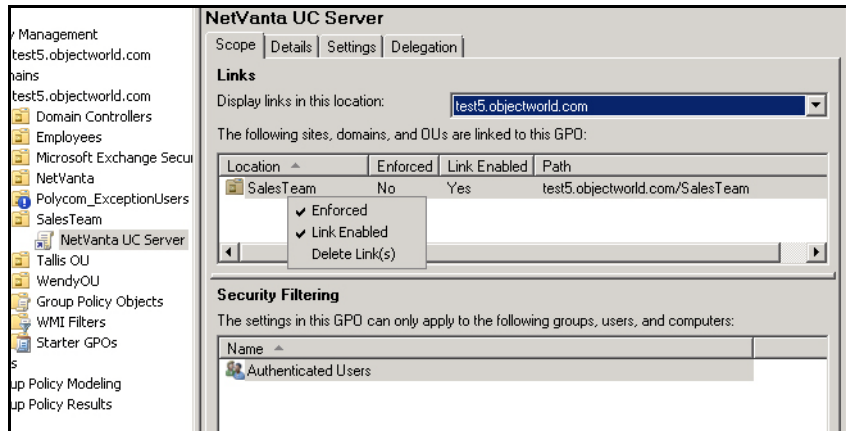 Management
test5.objectworld.com
ains
test5.objectworld.com
Domain Controllers
Employees
Microsoft Exchange Secu
NetVanta
Polycom_ExceptionUsers
SalesTeam
NetVanta UC Server
Tallis OU
WendyOU
Group Policy Objects
WMI Filters
Starter GPOs
s
up Policy Modeling
up Policy Results
NetVanta UC Server
Scope Details Settings Delegation
Links
Display links in this location: test5.objectworld.com
The following sites, domains, and OUs are linked to this GPO:
Location Enforced Link Enabled Path
SalesTeam No Yes test5.objectworld.com/SalesTeam
Enforced
Link Enabled
Delete Link(s)
Security Filtering
The settings in this GPO can only apply to the following groups, users, and computers:
Name
Authenticated Users